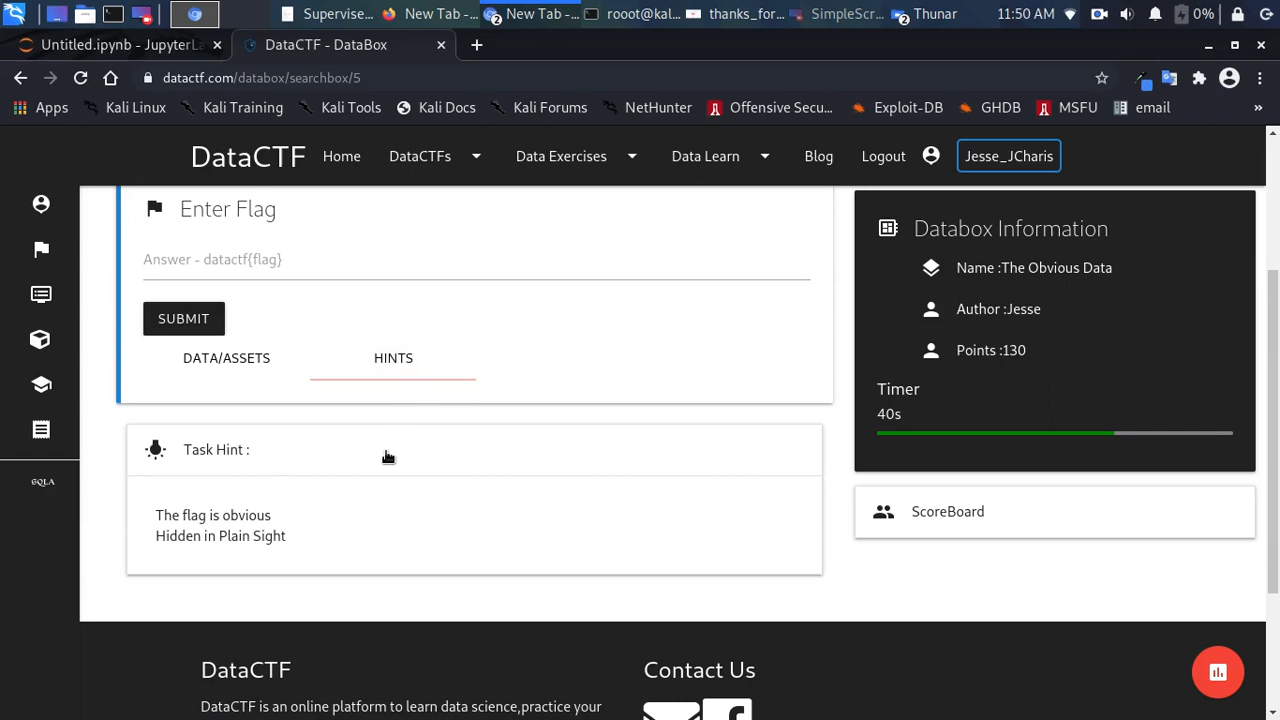 Supervise...
New Tab -...
New Tab -...
rooot@kal...
thanks_for...
SimpleScr...
Thunar
11:50 AM
0%
Untitled.ipynb - JupyterLa
DataCTF - DataBox
datactf.com/databox/searchbox/5
Apps
Kali Linux
Kali Training
Kali Tools
Kali Docs
Kali Forums
NetHunter
Offensive Secu...
Exploit-DB
GHDB
MSFU
email
»
DataCTF
Home
DataCTFs
Data Exercises
Data Learn
Blog
Logout
Jesse_JCharis
Enter Flag
Answer - datactf{flag}
SUBMIT
DATA/ASSETS
HINTS
Task Hint :
The flag is obvious
Hidden in Plain Sight
Databox Information
Name :The Obvious Data
Author :Jesse
Points :130
Timer
40s
ScoreBoard
SQLA
DataCTF
DataCTF is an online platform to learn data science,practice your
Contact Us